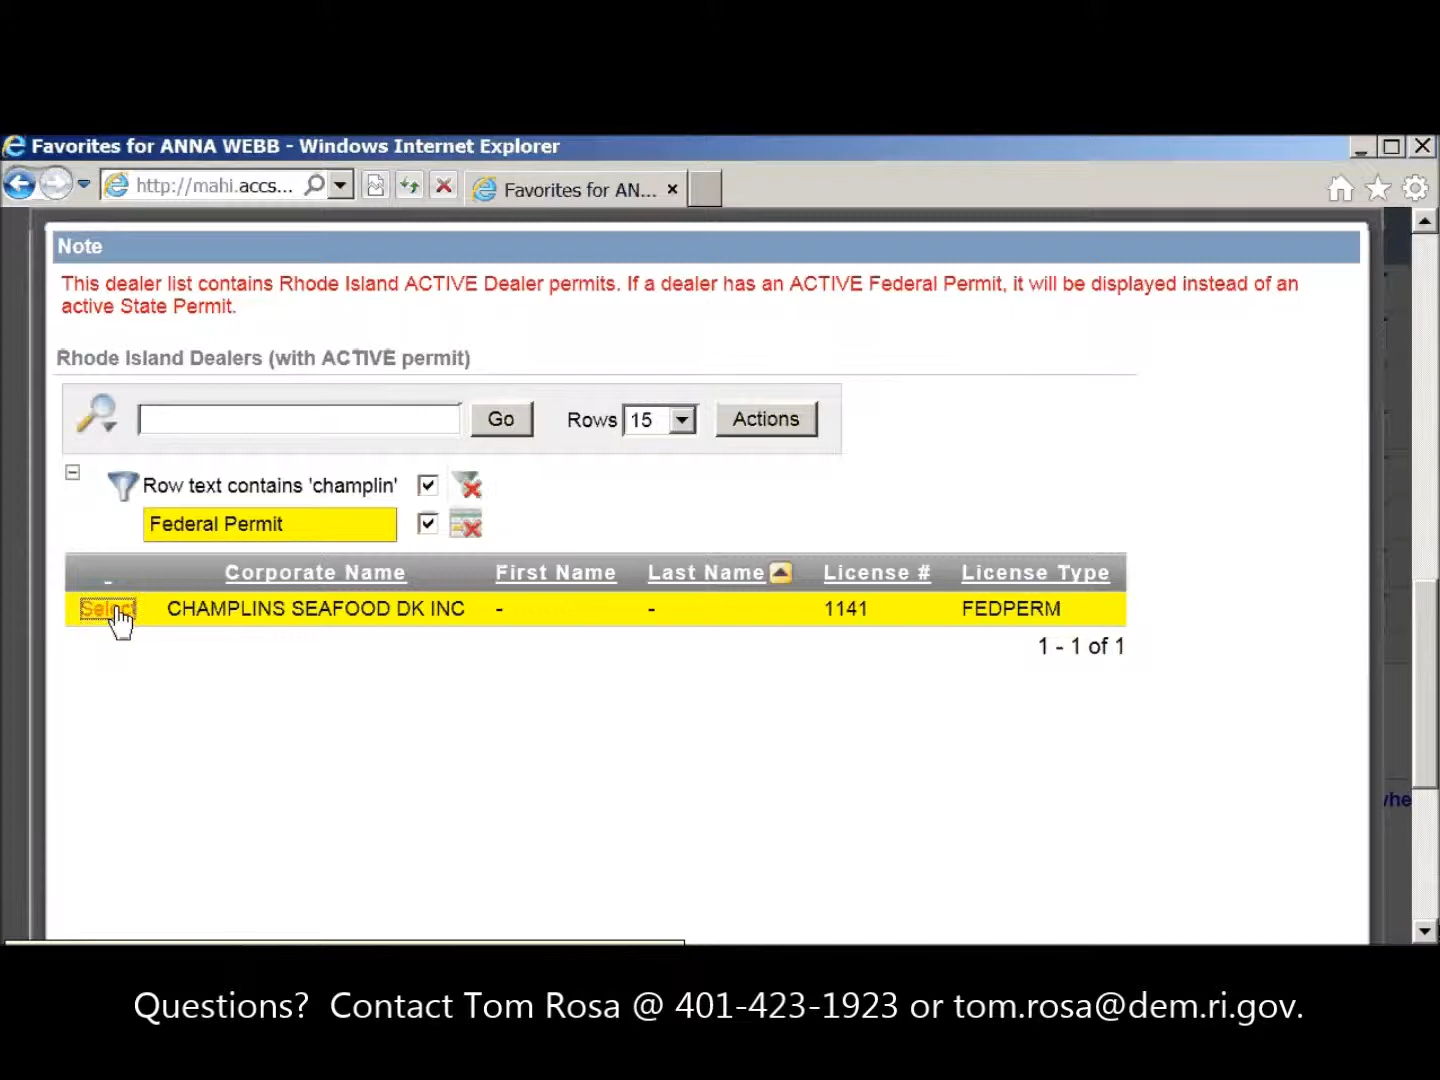 Favorites for ANNA WEBB - Windows Internet Explorer
http://mahi.accs...
Favorites for AN...
Note
This dealer list contains Rhode Island ACTIVE Dealer permits. If a dealer has an ACTIVE Federal Permit, it will be displayed instead of an
active State Permit.
Rhode Island Dealers (with ACTIVE permit)
Go Rows 15 Actions
Row text contains 'champlin'
Federal Permit
Corporate Name First Name Last Name License # License Type
Select CHAMPLINS SEAFOOD DK INC - - 1141 FEDPERM
1 - 1 of 1
Questions? Contact Tom Rosa @ 401-423-1923 or tom.rosa@dem.ri.gov.